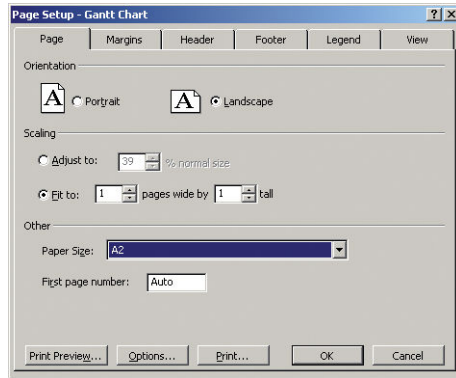 Page Setup - Gantt Chart
Page Margins Header Footer Legend View
Orientation
A Portrait A Landscape
Scaling
Adjust to: 39 % normal size
Fit to: 1 pages wide by 1 tall
Other
Paper Size: A2
First page number: Auto
Print Preview... Options... Print... OK Cancel